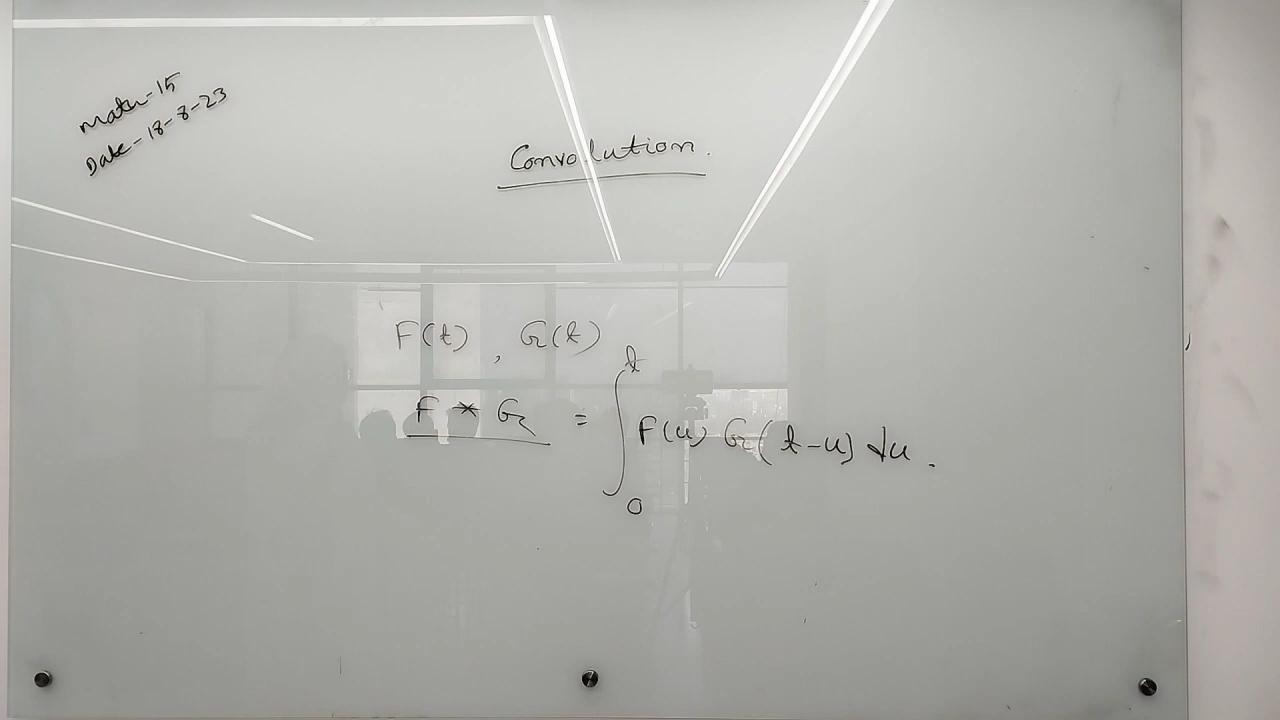 Math-15
Date-18-8-23
Convolution.
F(t) , G(t)
F * G = ∫₀ᵗ F(u) G(t-u) du.